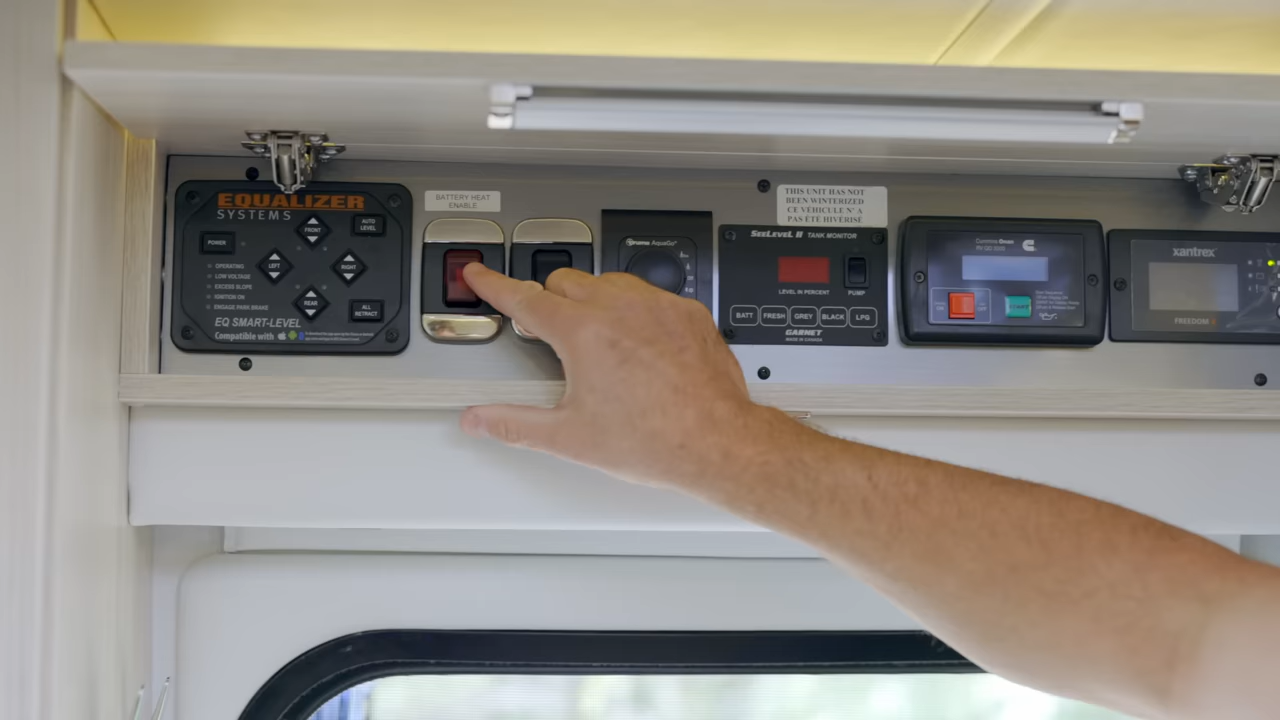 EQUALIZER
SYSTEMS
POWER
FRONT
AUTO
LEVEL
LEFT
RIGHT
REAR
ALL
RETRACT
OPERATING
LOW VOLTAGE
EXCESS SLOPE
IGNITION ON
ENGAGE PARK BRAKE
EQ SMART-LEVEL
Compatible with
BATTERY HEAT
ENABLE
AquaGo
THIS UNIT HAS NOT
BEEN WINTERIZED
CE VÉHICULE N' A
PAS ÉTÉ HIVÉRISÉ
SEELEVEL II TANK MONITOR
LEVEL IN PERCENT
PUMP
BATT
FRESH
GREY
BLACK
LPG
GARNET
MADE IN CANADA
Cummins Onan
START
xantrex
FREEDOM